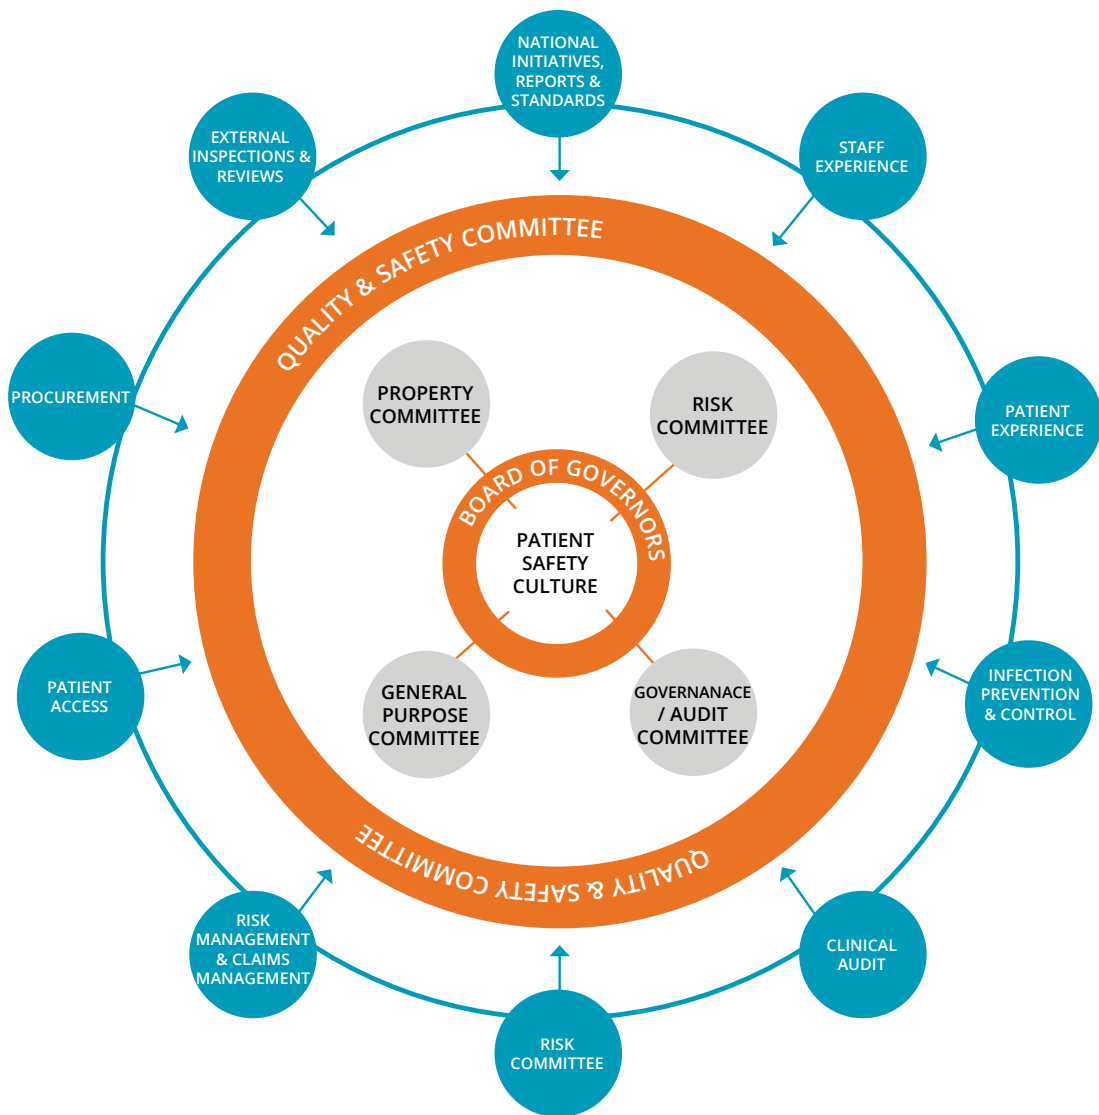 NATIONAL
INITIATIVES,
REPORTS &
STANDARDS
EXTERNAL
INSPECTIONS &
REVIEWS
STAFF
EXPERIENCE
QUALITY & SAFETY COMMITTEE
PROCUREMENT
PROPERTY
COMMITTEE
RISK
COMMITTEE
PATIENT
EXPERIENCE
BOARD OF GOVERNORS
PATIENT
SAFETY
CULTURE
PATIENT
ACCESS
GENERAL
PURPOSE
COMMITTEE
GOVERNANACE
/ AUDIT
COMMITTEE
INFECTION
PREVENTION
& CONTROL
QUALITY & SAFETY COMMITTEE
RISK
MANAGEMENT
& CLAIMS
MANAGEMENT
CLINICAL
AUDIT
RISK
COMMITTEE